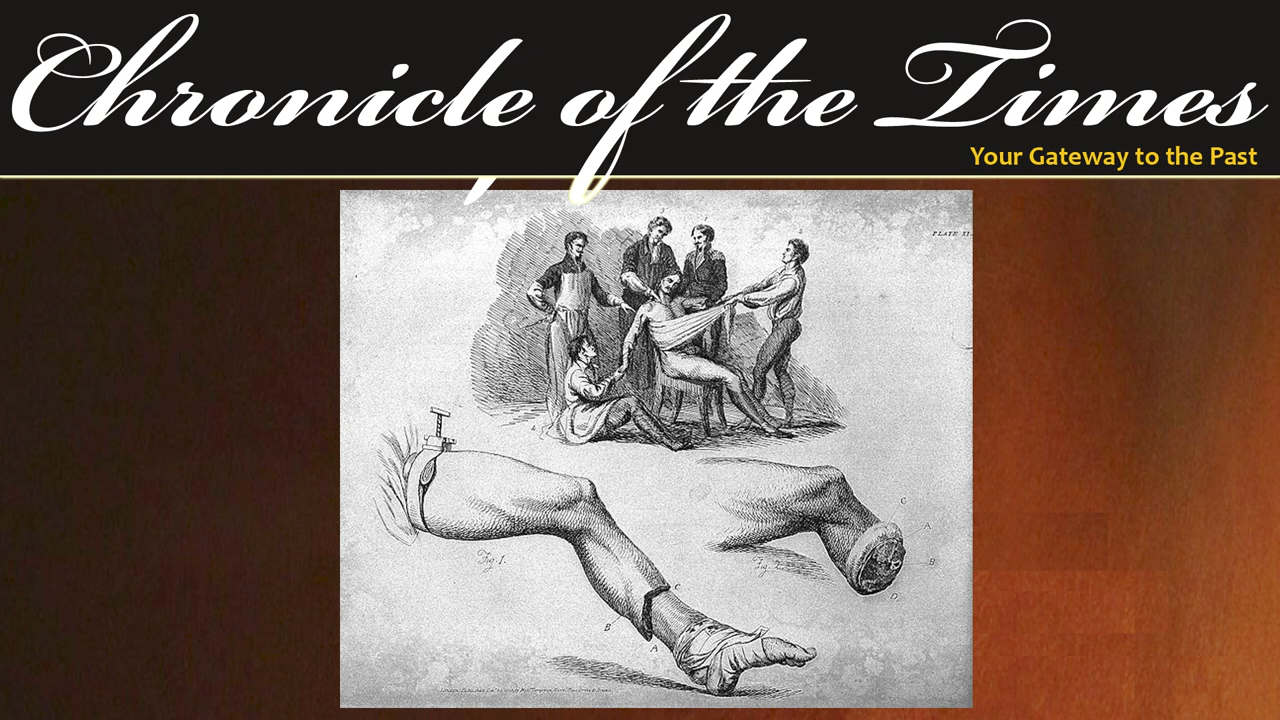 Chronicle of the Times
Your Gateway to the Past
PLATE XI.
Fig. 1.
Fig. 2.
C
A
B
D
C
B
A